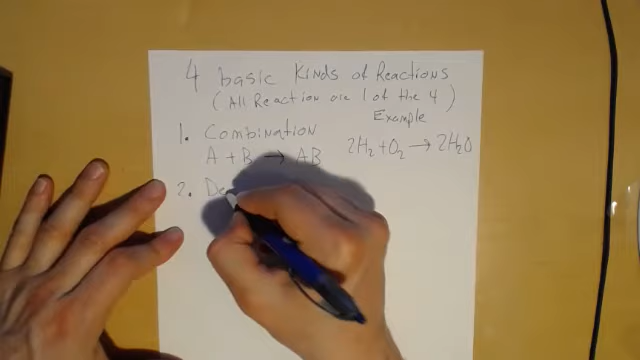 4 basic Kinds of Reactions
(All Reaction are 1 of the 4)
Example
1. Combination
A + B → AB 2H₂ + O₂ → 2H₂O
2. De